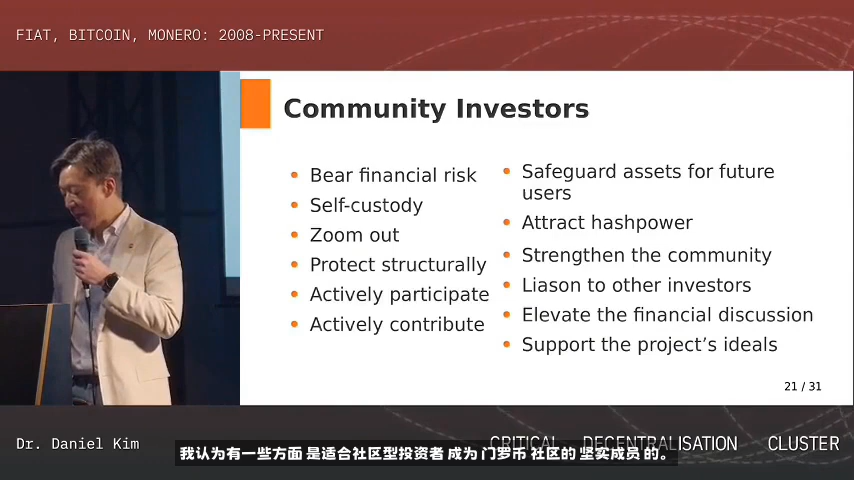 FIAT, BITCOIN, MONERO: 2008-PRESENT
Community Investors
Bear financial risk
Self-custody
Zoom out
Protect structurally
Actively participate
Actively contribute
Safeguard assets for future
users
Attract hashpower
Strengthen the community
Liason to other investors
Elevate the financial discussion
Support the project's ideals
21 / 31
Dr. Daniel Kim
CRITICAL DECENTRALISATION CLUSTER
我认为有一些方面 是适合社区型投资者 成为 门罗币 社区的 坚实成员 的。